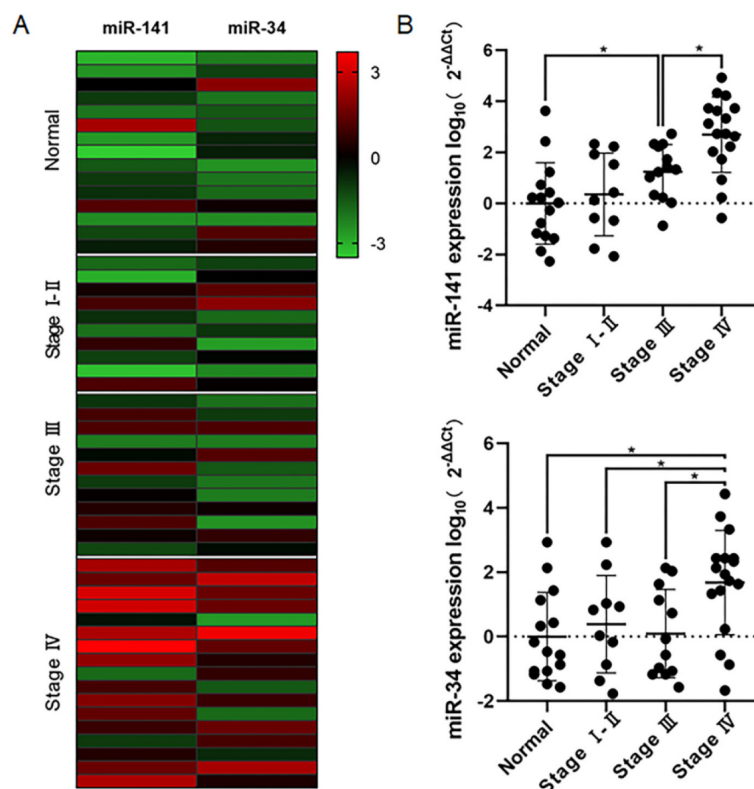 A
miR-141 miR-34
Normal
Stage Ⅰ-Ⅱ
Stage Ⅲ
Stage Ⅳ
3
0
-3
B
miR-141 expression log10( 2-ΔΔCt)
6
4
2
0
-2
-4
Normal
Stage Ⅰ-Ⅱ
Stage Ⅲ
Stage Ⅳ
*
*
miR-34 expression log10( 2-ΔΔCt)
6
4
2
0
-2
Normal
Stage Ⅰ-Ⅱ
Stage Ⅲ
Stage Ⅳ
*
*
*